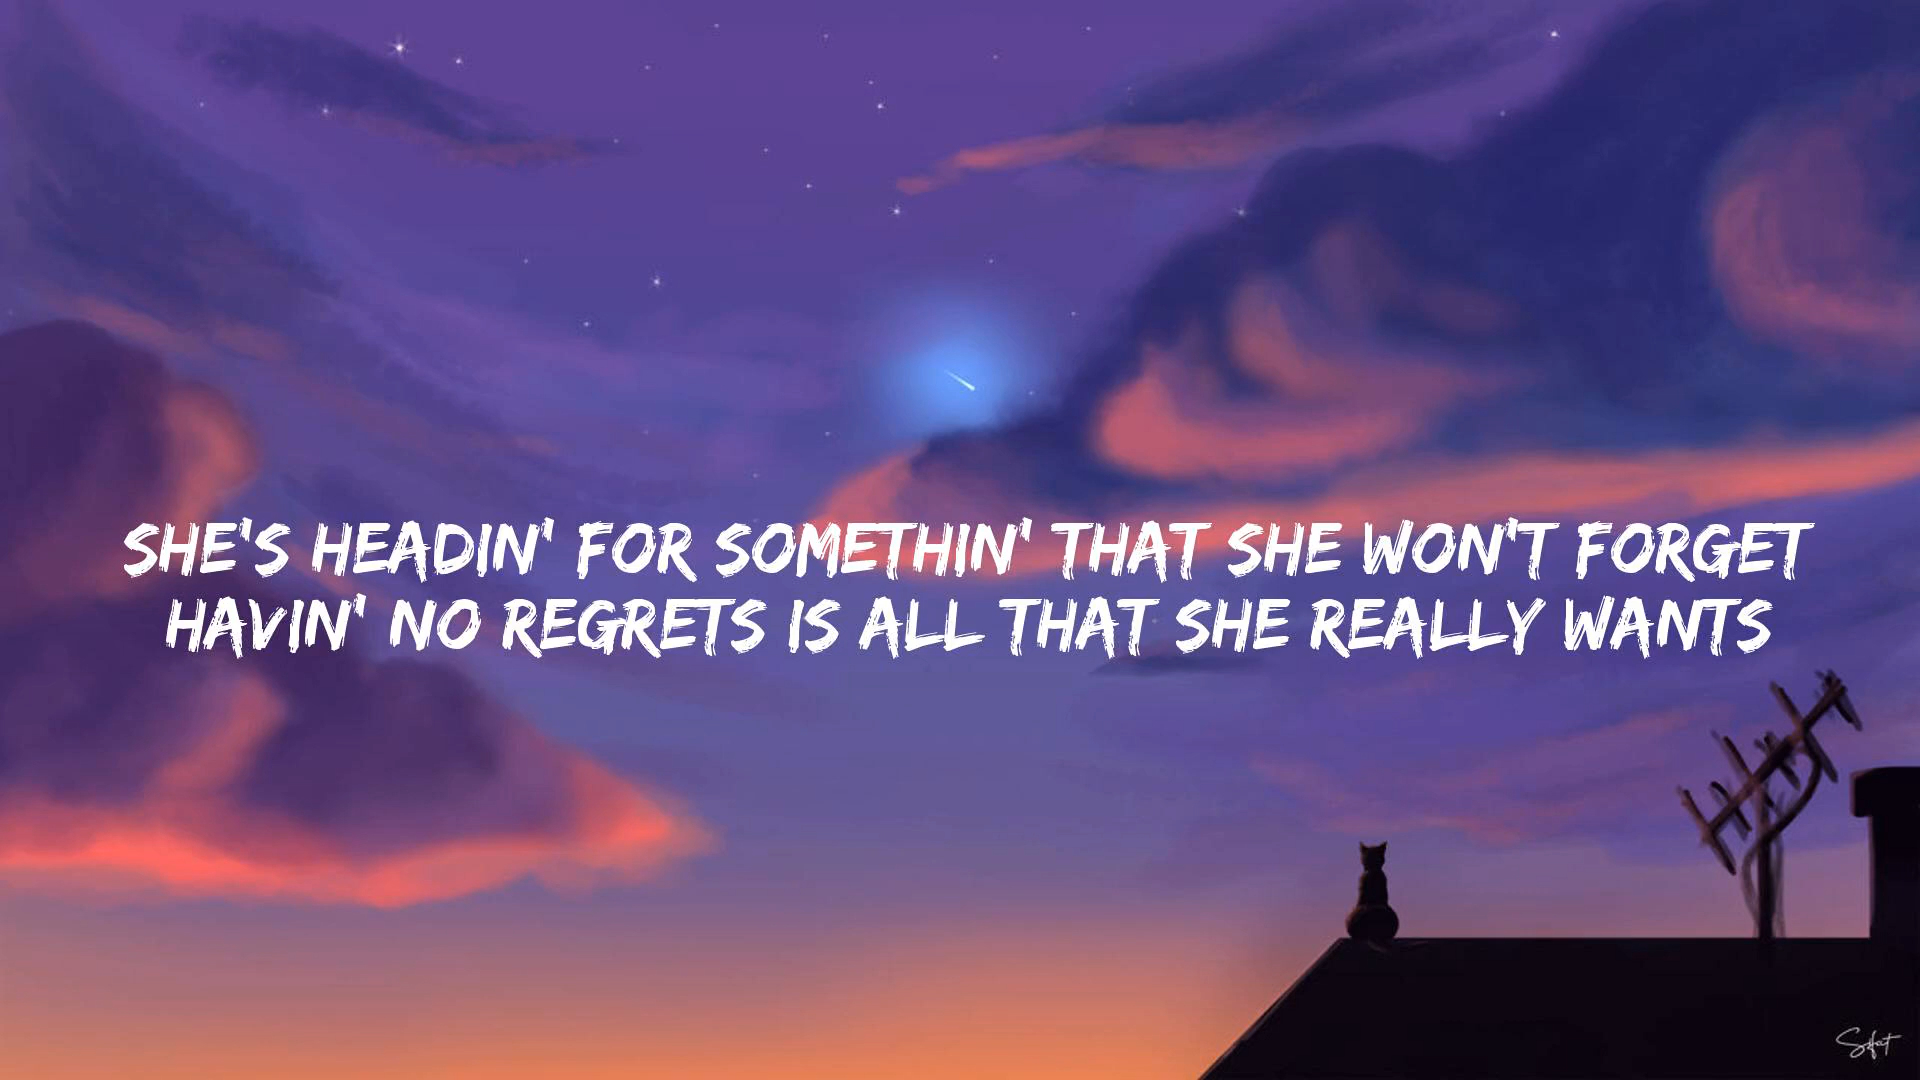 SHE'S HEADIN' FOR SOMETHIN' THAT SHE WON'T FORGET
HAVIN' NO REGRETS IS ALL THAT SHE REALLY WANTS